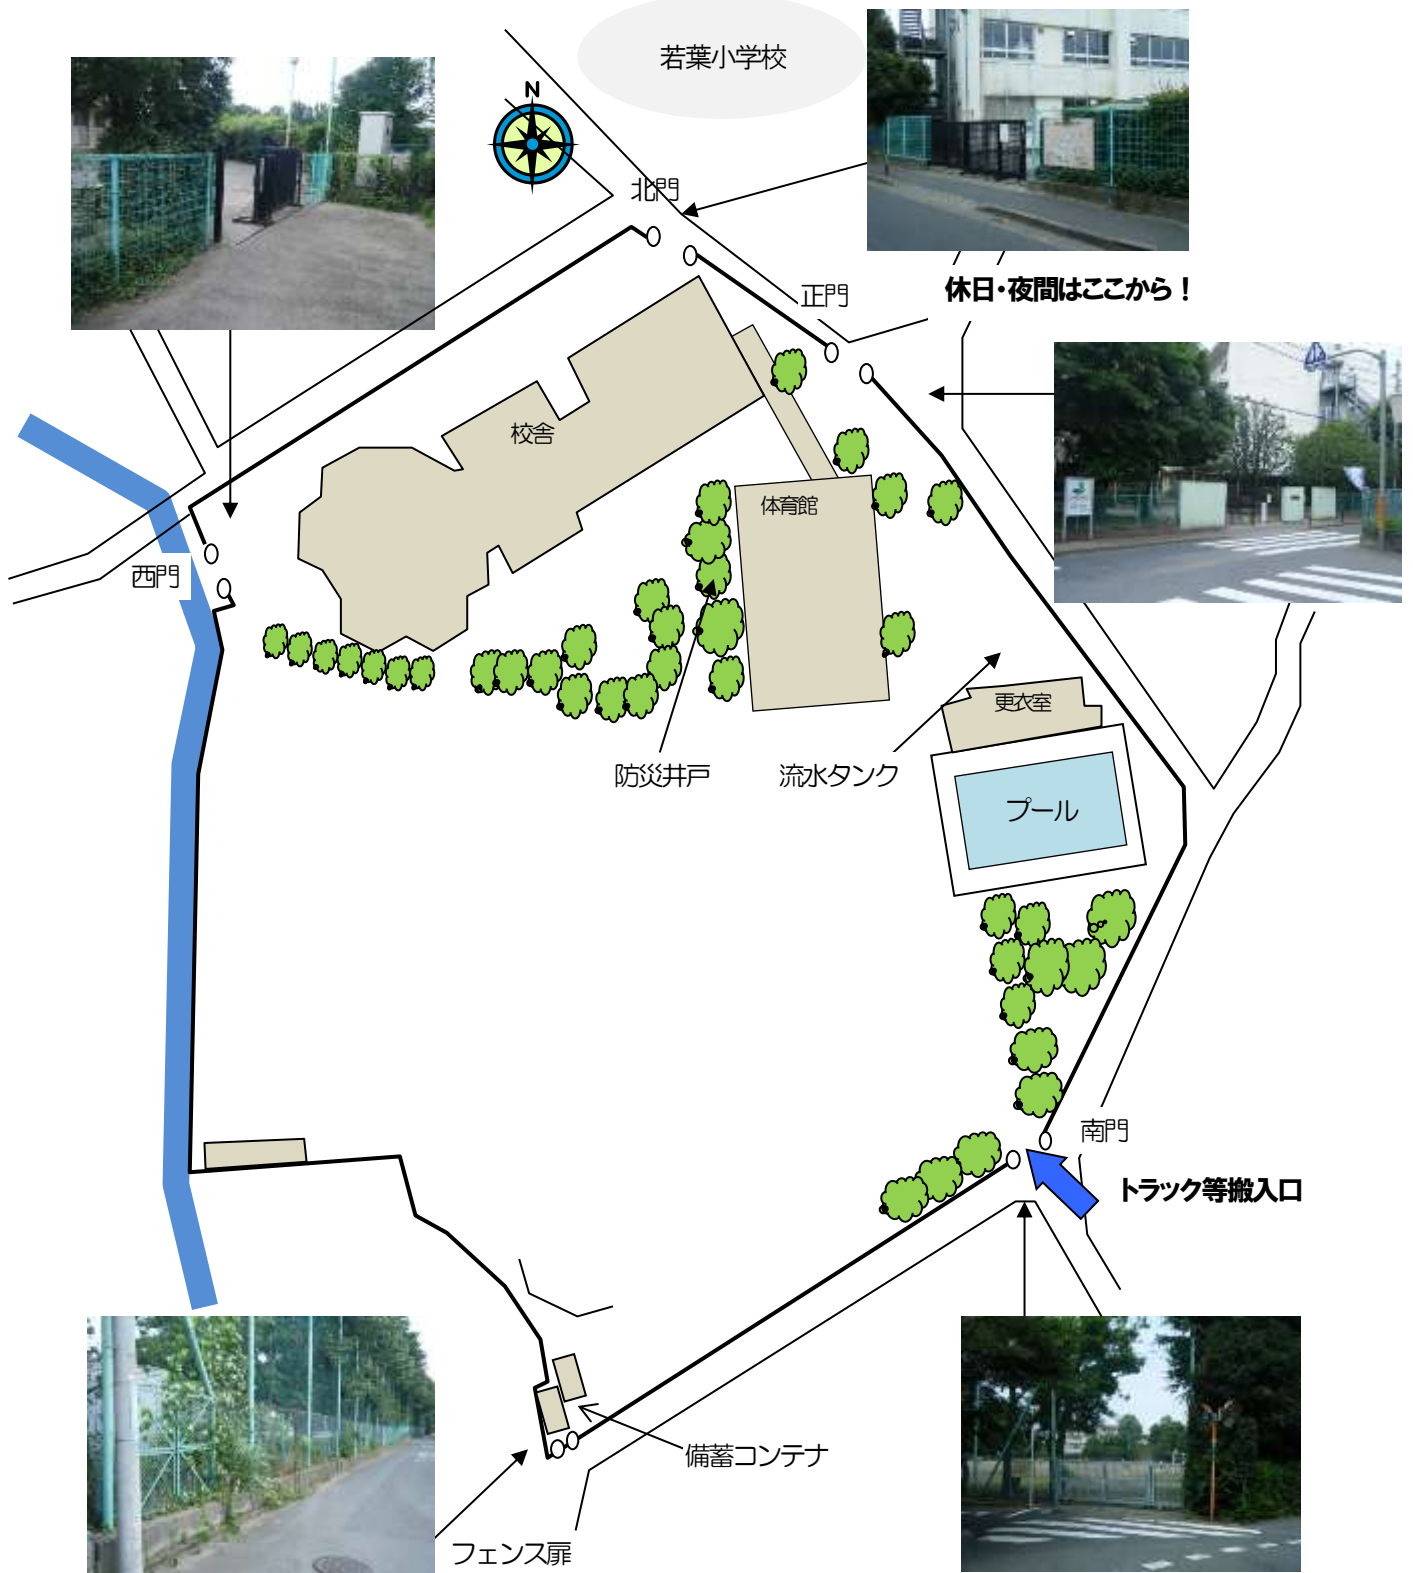 若葉小学校
N
北門
休日・夜間はここから！
正門
校舎
体育館
西門
更衣室
防災井戸
流水タンク
プール
南門
トラック等搬入口
備蓄コンテナ
フェンス扉